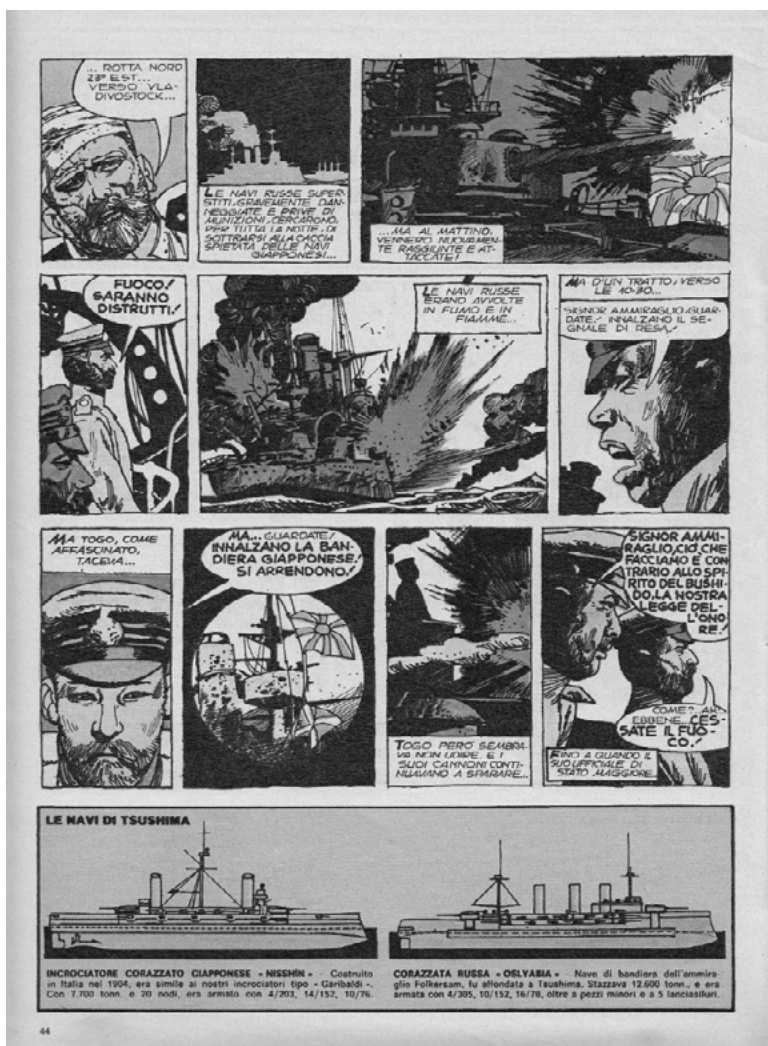 ... ROTTA NORD
23° EST...
VERSO VLA-
DIVOSTOCK...
LE NAVI RUSSE SUPER-
STITI, GRAVEMENTE DAN-
NEGGIATE E PRIVE DI
MUNIZIONI, CERCARONO,
PER TUTTA LA NOTTE, DI
SOTTRARSI ALLA CACCIA
SPIETATA DELLE NAVI
GIAPPONESI...
...MA AL MATTINO,
VENNERO NUOVAMEN-
TE RAGGIUNTE E AT-
TACCATE!
FUOCO!
SARANNO
DISTRUTTI!
LE NAVI RUSSE
ERANO AVVOLTE
IN FUMO E IN
FIAMME...
MA D'UN TRATTO, VERSO
LE 10.30...
SIGNOR AMMIRAGLIO, GUAR-
DATE! INNALZANO IL SE-
GNALE DI RESA!
MA TOGO, COME
AFFASCINATO,
TACEVA...
MA... GUARDATE!
INNALZANO LA BAN-
DIERA GIAPPONESE!
SI ARRENDONO!
TOGO PERÒ SEMBRA-
VA NON UDIRE. E I
SUOI CANNONI CONTI-
NUAVANO A SPARARE...
SIGNOR AMMI-
RAGLIO, CIÒ CHE
FACCIAMO È CON
TRARIO ALLO SPI-
RITO DEL BUSHI-
DO, LA NOSTRA
LEGGE DEL-
L'ONO-
RE!
COME?.. AH..
EBBENE.. CES-
SATE IL FUO-
CO!
FINO A QUANDO IL
SUO UFFICIALE DI
STATO MAGGIORE...
LE NAVI DI TSUSHIMA
INCROCIATORE CORAZZATO GIAPPONESE « NISSHIN » - Costruito
in Italia nel 1904, era simile ai nostri incrociatori tipo « Garibaldi ».
Con 7.700 tonn. e 20 nodi, era armato con 4/203, 14/152, 10/76.
CORAZZATA RUSSA « OSLYABIA » - Nave di bandiera dell'ammira-
glio Folkersam, fu affondata a Tsushima. Stazzava 12.600 tonn., e era
armata con 4/305, 10/152, 16/76, oltre a pezzi minori e a 5 lanciasiluri.
44